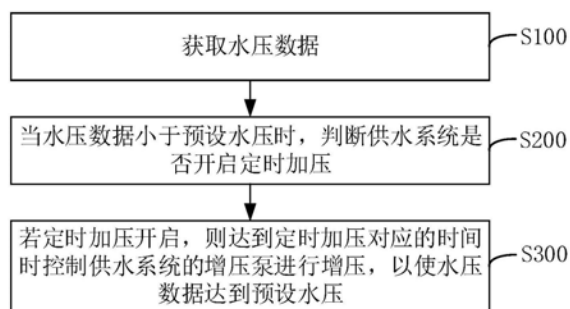 获取水压数据
S100
当水压数据小于预设水压时，判断供水系统是
否开启定时加压
S200
若定时加压开启，则达到定时加压对应的时间
时控制供水系统的增压泵进行增压，以使水压
数据达到预设水压
S300